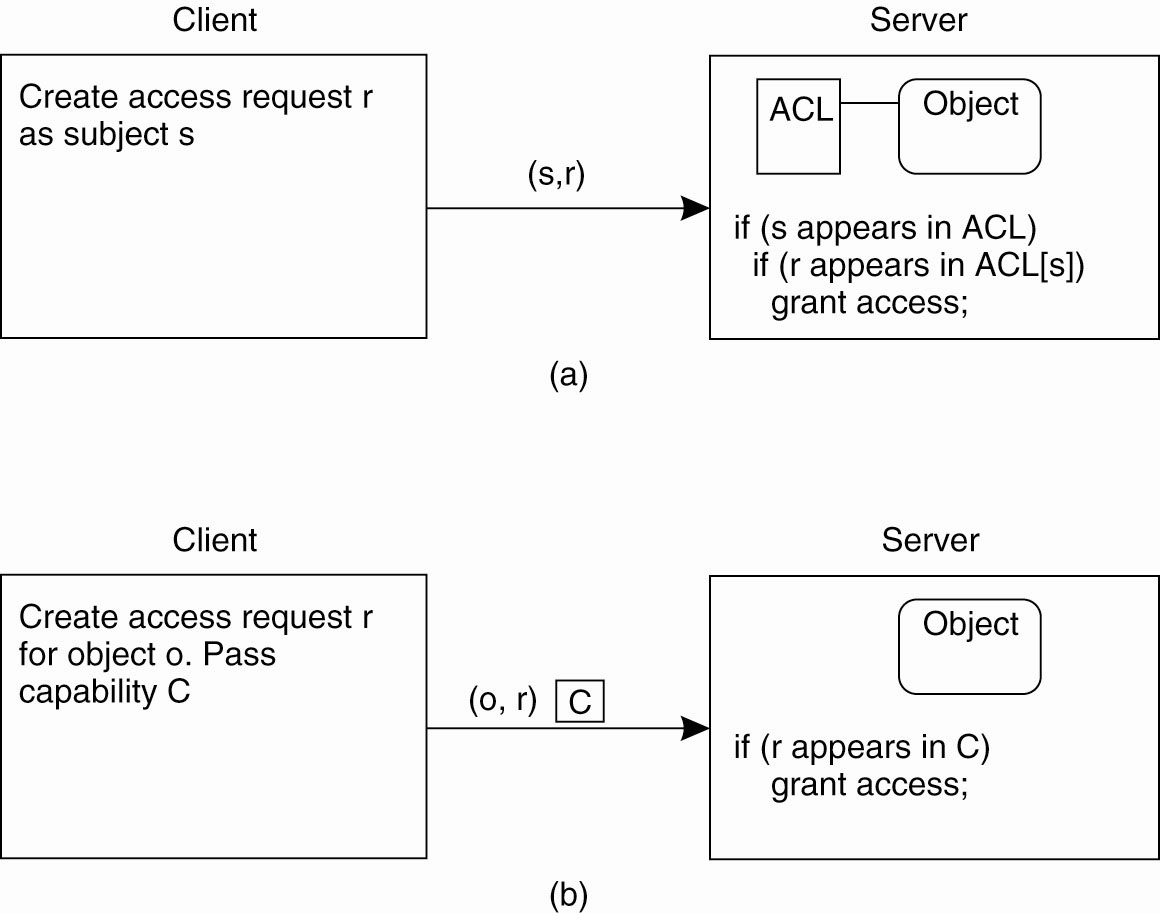 Client
Server
Create access request r
as subject s
(s,r)
ACL
Object
if (s appears in ACL)
if (r appears in ACL[s])
grant access;
(a)
Client
Server
Create access request r
for object o. Pass
capability C
(o, r)
C
Object
if (r appears in C)
grant access;
(b)